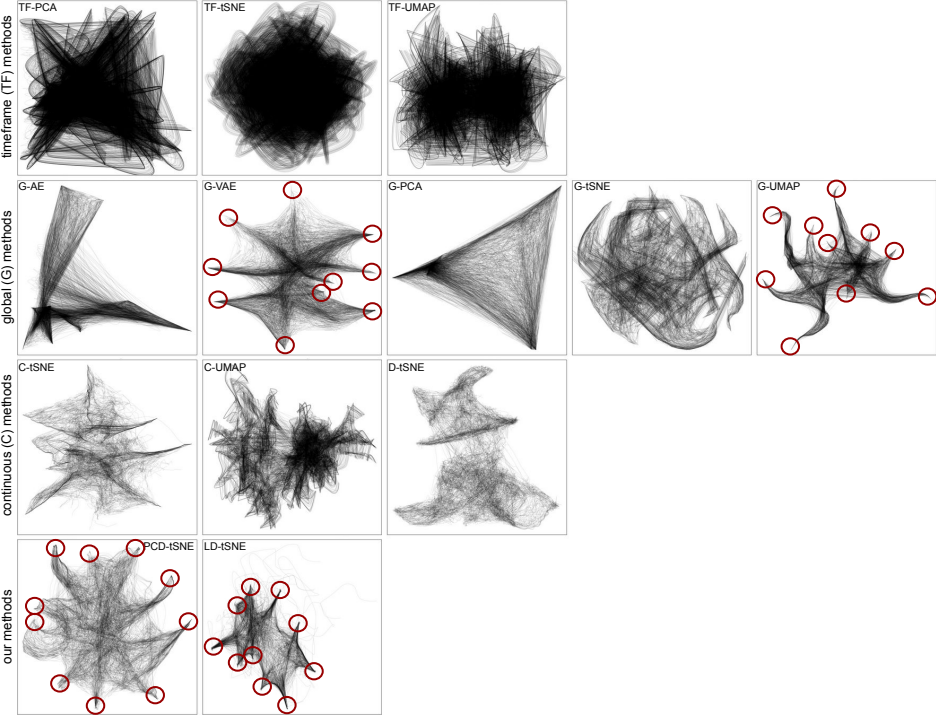 timeframe (TF) methods
TF-PCA
TF-tSNE
TF-UMAP
global (G) methods
G-AE
G-VAE
G-PCA
G-tSNE
G-UMAP
continuous (C) methods
C-tSNE
C-UMAP
D-tSNE
our methods
PCD-tSNE
LD-tSNE